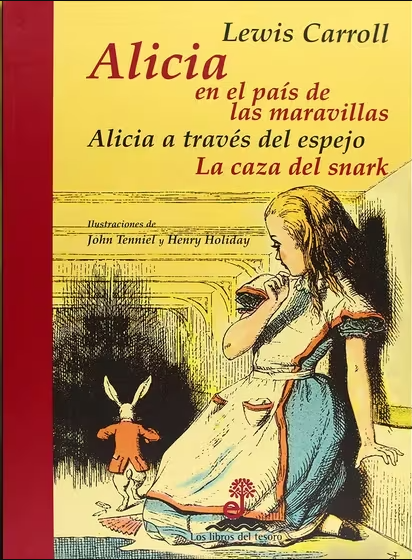 Lewis Carroll
Alicia
en el país de
las maravillas
Alicia a través del espejo
La caza del snark
Ilustraciones de
John Tenniel y Henry Holiday
Los libros del tesoro